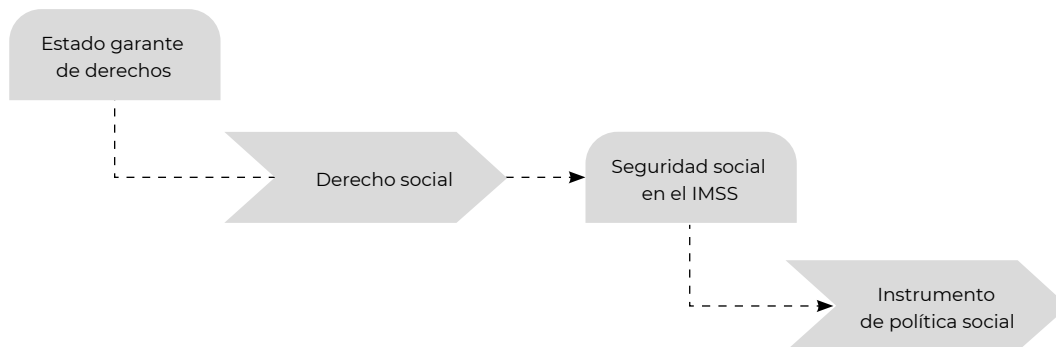 Estado garante
de derechos
Derecho social
Seguridad social
en el IMSS
Instrumento
de política social